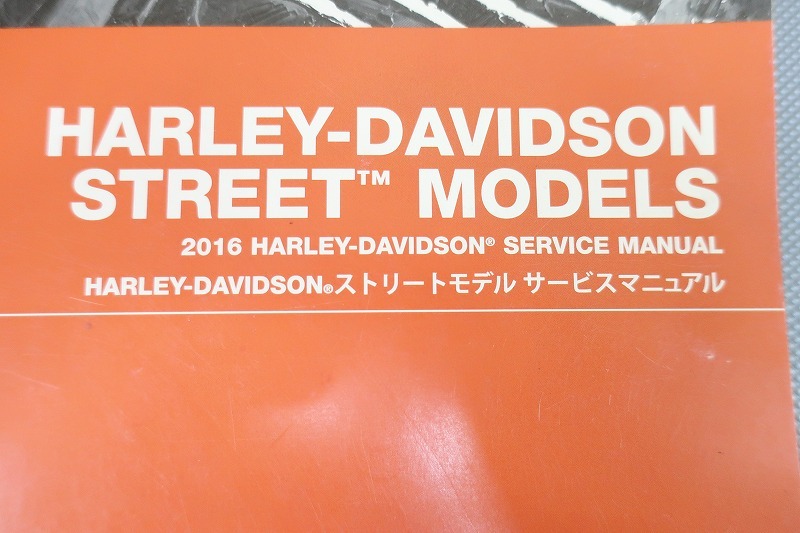 HARLEY-DAVIDSON
STREET™ MODELS
2016 HARLEY-DAVIDSON® SERVICE MANUAL
HARLEY-DAVIDSON®ストリートモデル サービスマニュアル